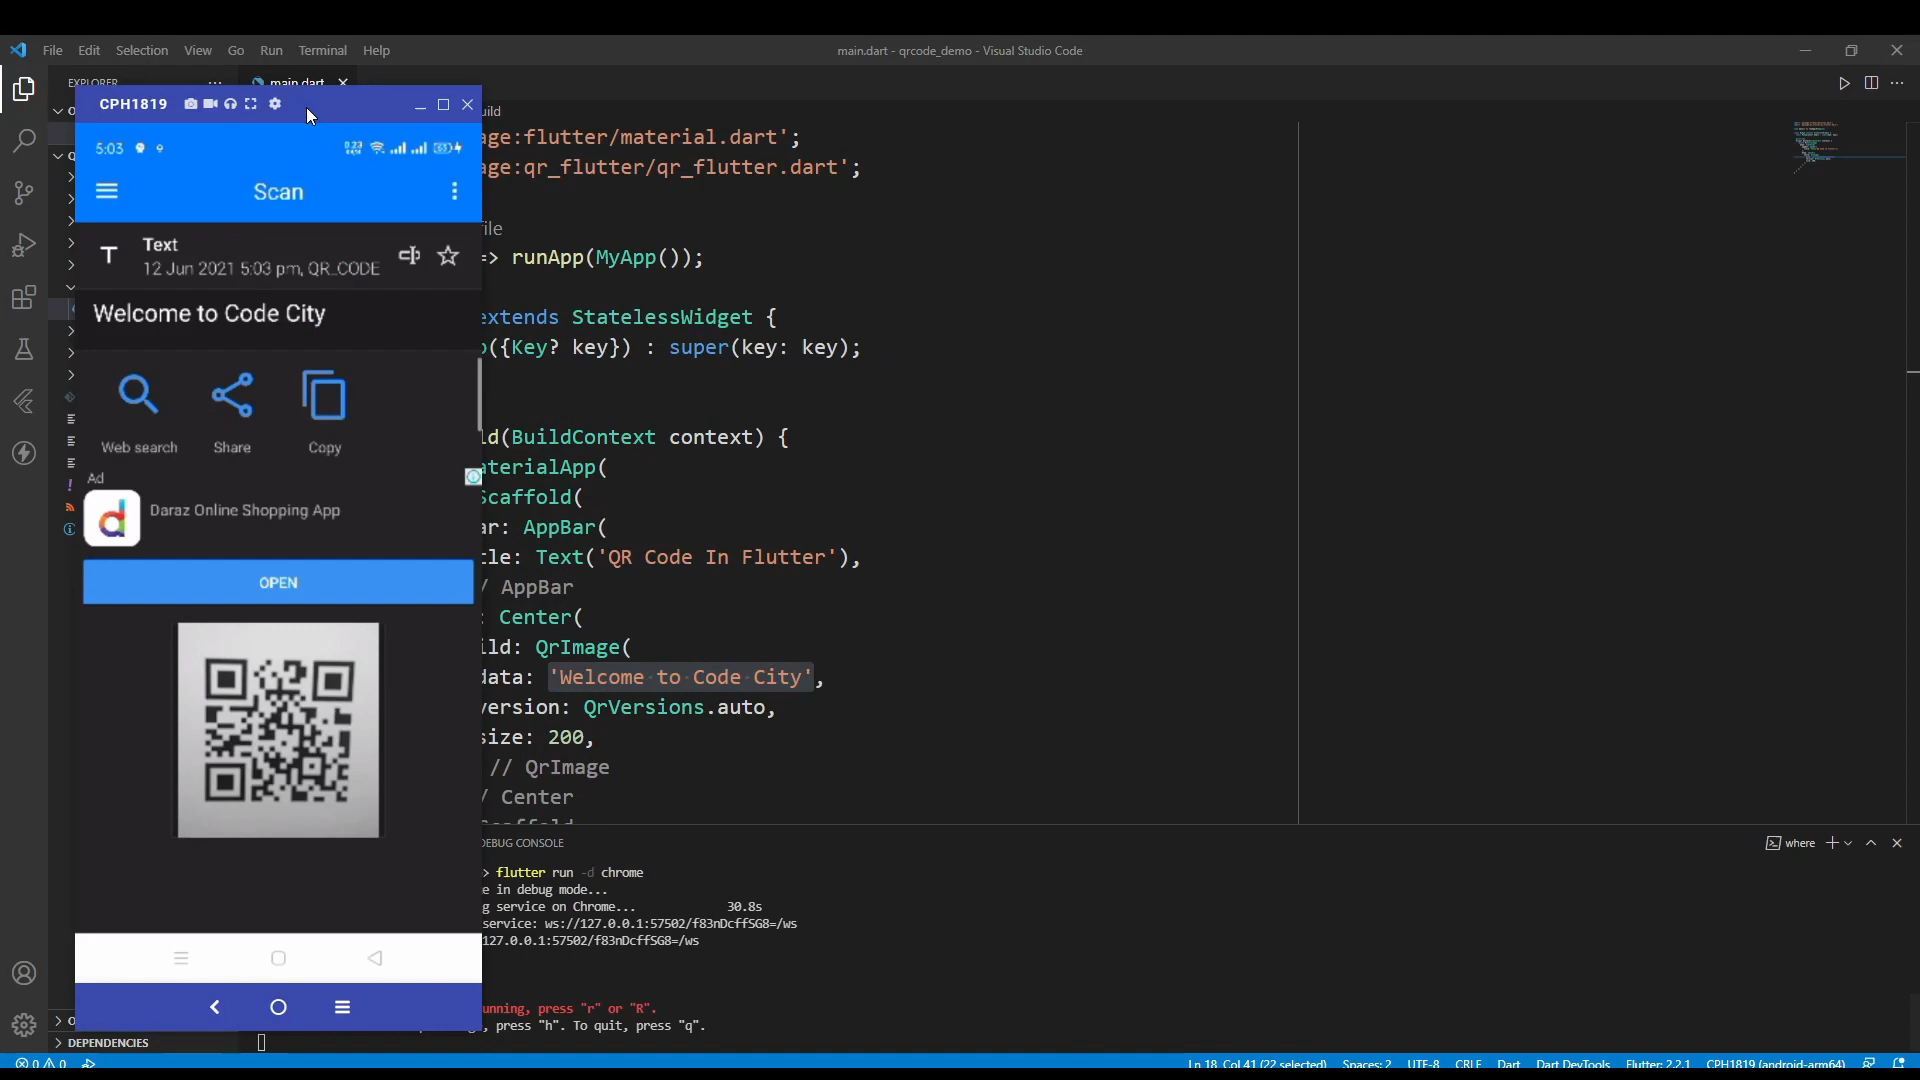 File Edit Selection View Go Run Terminal Help
main.dart - qrcode_demo - Visual Studio Code
EXPLORER
main.dart
CPH1819
5:03
Scan
Text
12 Jun 2021 5:03 pm, QR_CODE
Welcome to Code City
Web search Share Copy
Ad
Daraz Online Shopping App
OPEN
uild
age:flutter/material.dart';
age:qr_flutter/qr_flutter.dart';
file
=> runApp(MyApp());
extends StatelessWidget {
p({Key? key}) : super(key: key);
ld(BuildContext context) {
aterialApp(
Scaffold(
ar: AppBar(
tle: Text('QR Code In Flutter'),
/ AppBar
: Center(
ild: QrImage(
data: 'Welcome to Code City',
version: QrVersions.auto,
size: 200,
// QrImage
/ Center
Scaffold
DEBUG CONSOLE
where
> flutter run -d chrome
e in debug mode...
g service on Chrome... 30.8s
service: ws://127.0.0.1:57502/f83nDcffSG8=/ws
127.0.0.1:57502/f83nDcffSG8=/ws
unning, press "r" or "R".
, press "h". To quit, press "q".
DEPENDENCIES
0 0
Ln 18, Col 41 (22 selected) Spaces: 2 UTF-8 CRLF Dart Dart DevTools Flutter: 2.2.1 CPH1819 (android-arm64)